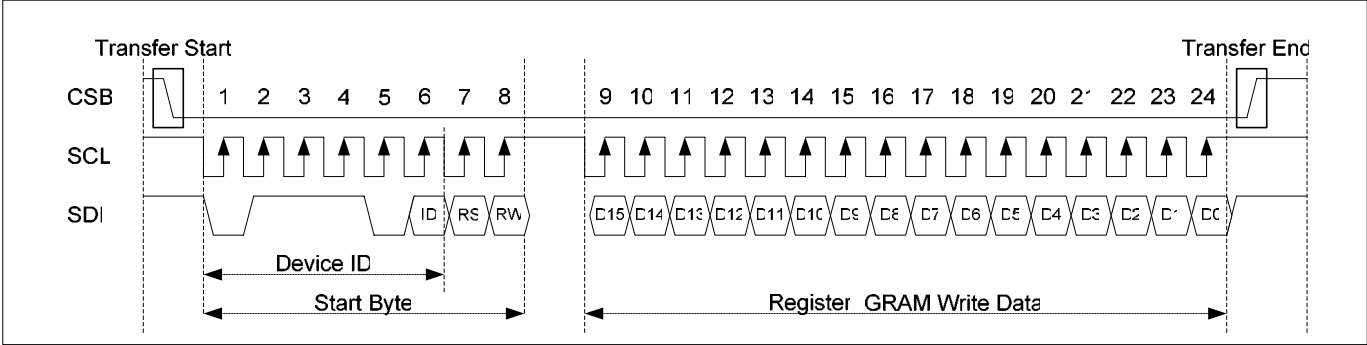 Transfer Start Transfer End
CSB 1 2 3 4 5 6 7 8 9 10 11 12 13 14 15 16 17 18 19 20 21 22 23 24
SCL
SDI ID RS RW D15 D14 D13 D12 D11 D10 D9 D8 D7 D6 D5 D4 D3 D2 D1 D0
Device ID
Start Byte Register GRAM Write Data